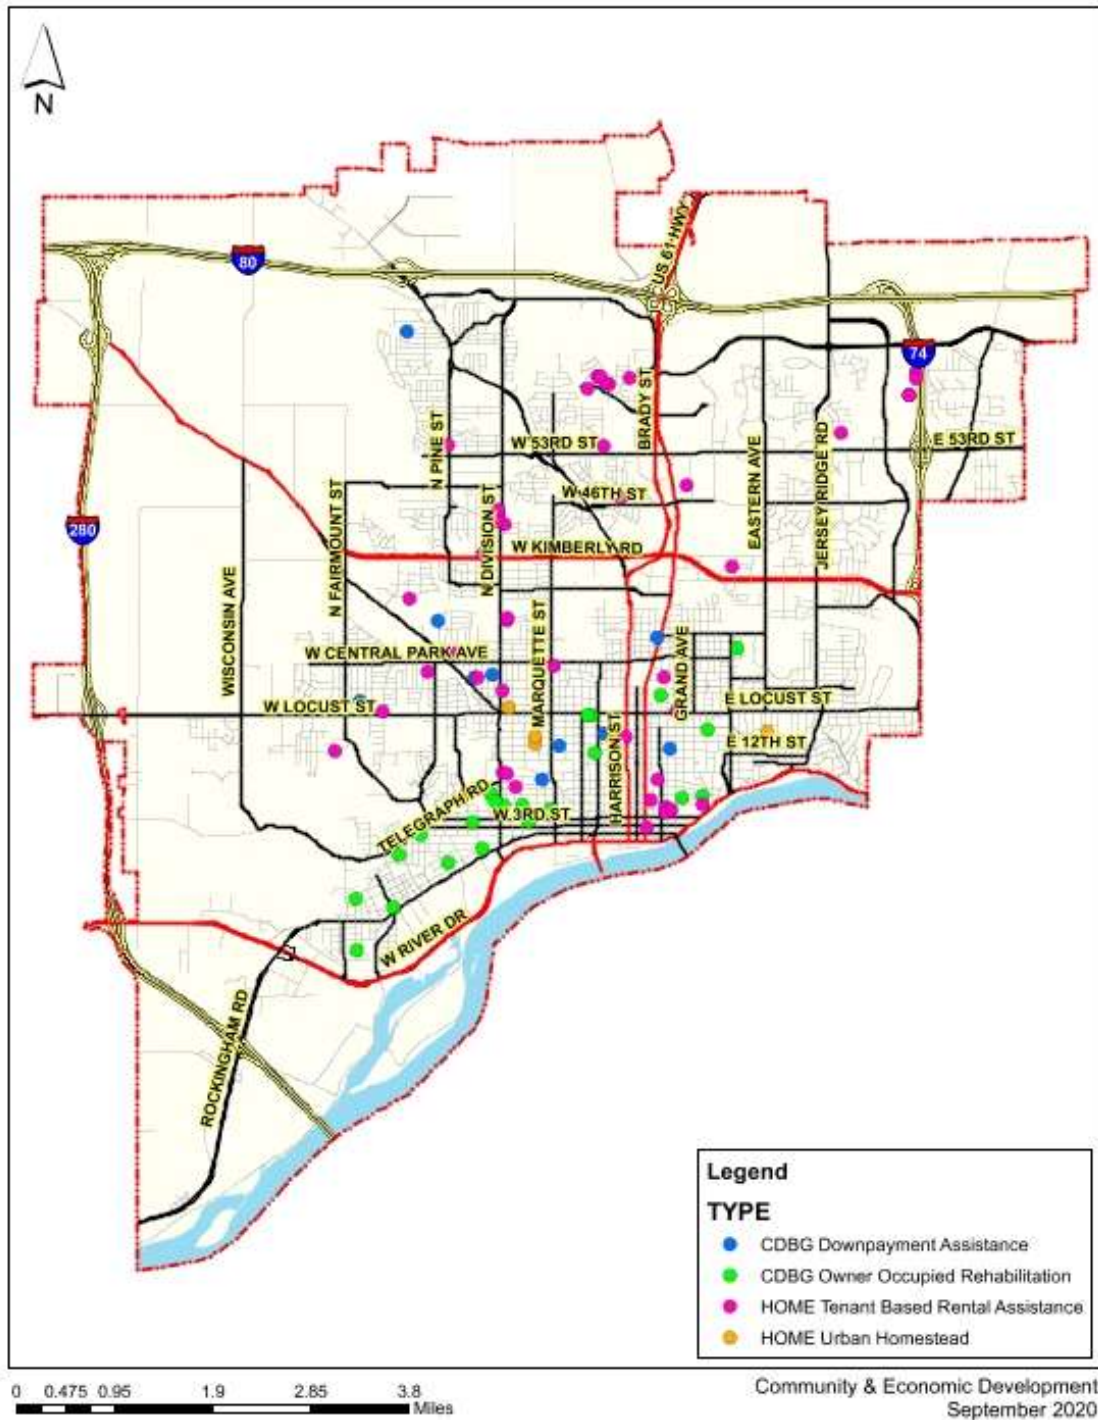 N
80
US 61 HWY
74
N PINE ST
W 53RD ST
BRADY ST
E 53RD ST
EASTERN AVE
JERSEY RIDGE RD
N FAIRMOUNT ST
N DIVISION ST
W 46TH ST
280
W KIMBERLY RD
WISCONSIN AVE
MARQUETTE ST
GRAND AVE
W CENTRAL PARK AVE
W LOCUST ST
E LOCUST ST
HARRISON ST
E 12TH ST
TELEGRAPH RD
W 3RD ST
W RIVER DR
ROCKINGHAM RD
Legend
TYPE
CDBG Downpayment Assistance
CDBG Owner Occupied Rehabilitation
HOME Tenant Based Rental Assistance
HOME Urban Homestead
0 0.475 0.95 1.9 2.85 3.8
Miles
Community & Economic Development
September 2020